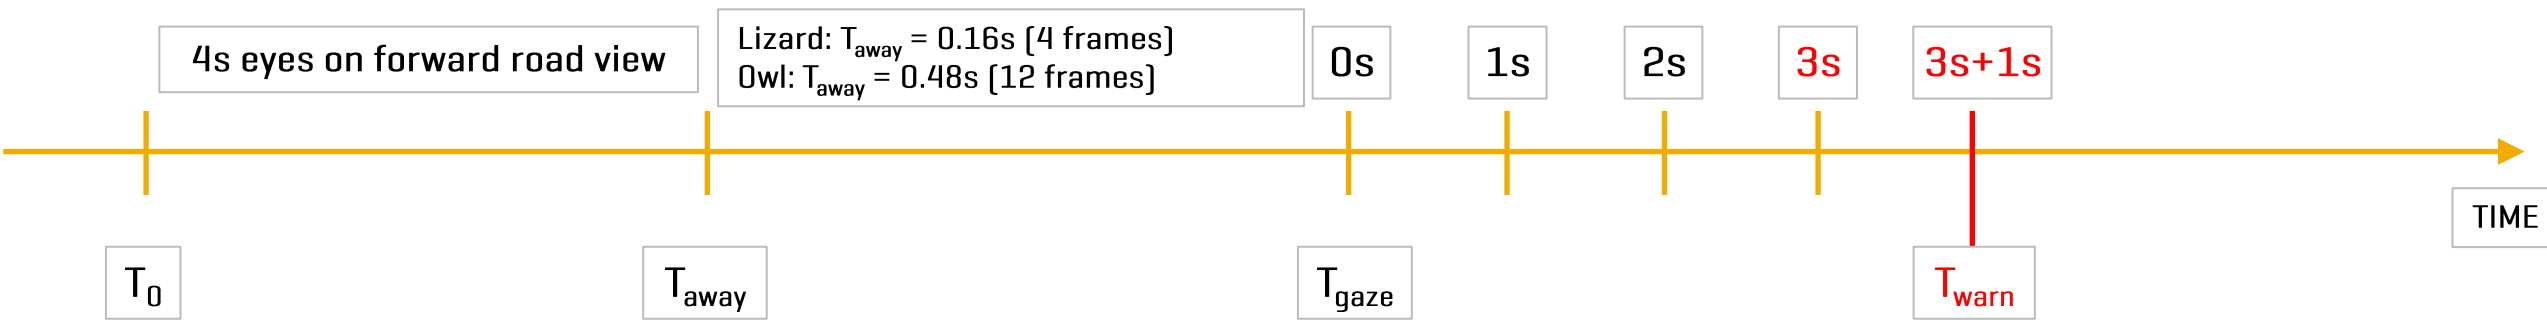 4s eyes on forward road view
Lizard: Taway = 0.16s (4 frames)
Owl: Taway = 0.48s (12 frames)
0s
1s
2s
3s
3s+1s
TIME
T0
Taway
Tgaze
Twarn